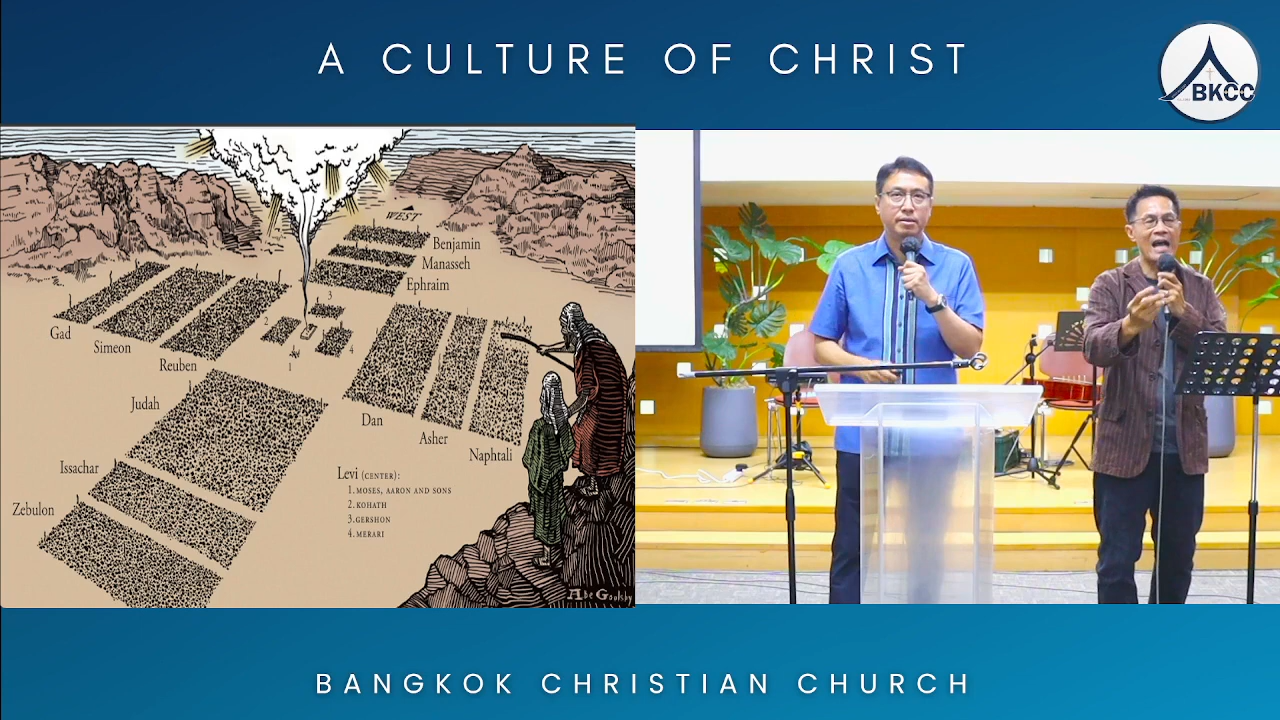 A CULTURE OF CHRIST
BKCC
WEST
Benjamin
Manasseh
Ephraim
3
2
4
1
Gad
Simeon
Reuben
Judah
Dan
Asher
Naphtali
Issachar
Zebulon
Levi (CENTER):
1. MOSES, AARON AND SONS
2. KOHATH
3. GERSHON
4. MERARI
Abe Goolsby
BANGKOK CHRISTIAN CHURCH